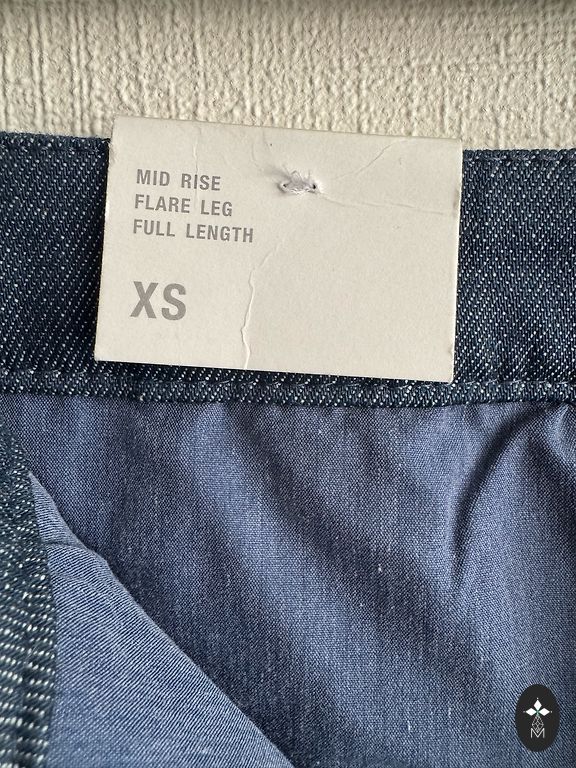 MID RISE
FLARE LEG
FULL LENGTH
XS
M